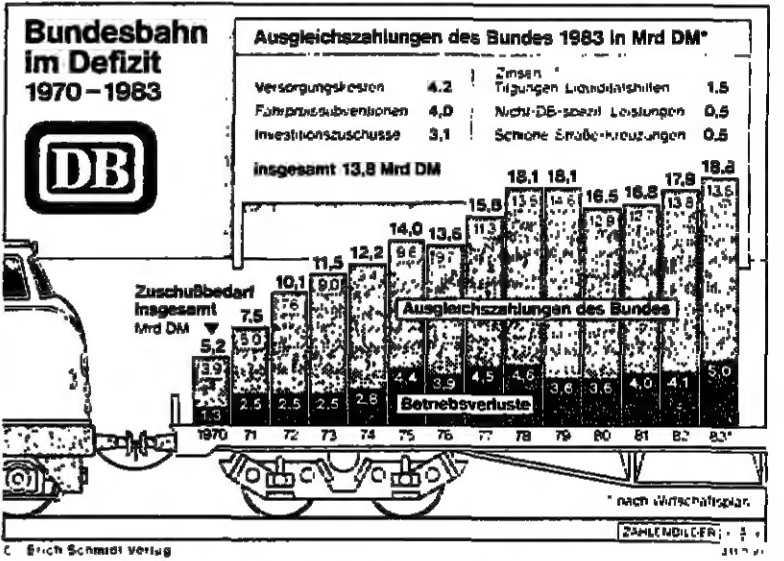 Bundesbahn
im Defizit
1970–1983
DB
Ausgleichszahlungen des Bundes 1983 in Mrd DM*
Versorgungskosten 4,2
Fahrpreissubventionen 4,0
Investitionszuschüsse 3,1
Zinsen
Tilgungen Liquiditätshilfen 1,5
Nicht-DB-spezif Leistungen 0,5
Schiene Straße-Kreuzungen 0,5
insgesamt 13,8 Mrd DM
Zuschußbedarf
insgesamt
Mrd DM
5,2 7,5 10,1 11,5 12,2 14,0 13,6 15,8 18,1 18,1 16,5 16,8 17,9 18,8
3,9 5,0 7,6 9,0 9,4 9,6 9,7 11,3 13,5 14,5 12,9 13,8
Ausgleichszahlungen des Bundes
1,3 2,5 2,5 2,5 2,8 4,4 3,9 4,5 4,6 3,6 3,6 4,0 4,1 5,0
Betriebsverluste
1970 71 72 73 74 75 76 77 78 79 80 81 82 83*
* nach Wirtschaftsplan
ZAHLENBILDER
© Erich Schmidt Verlag